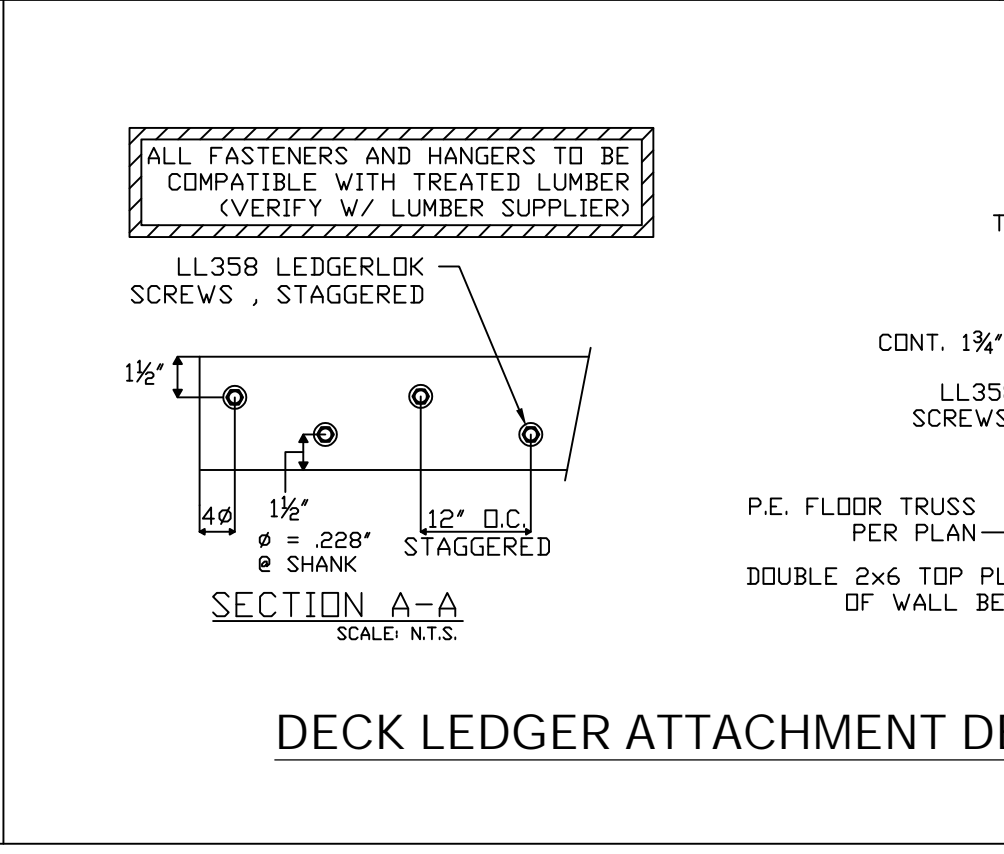 ALL FASTENERS AND HANGERS TO BE
COMPATIBLE WITH TREATED LUMBER
(VERIFY W/ LUMBER SUPPLIER)
LL358 LEDGERLOK
SCREWS , STAGGERED
1½"
4ø
1½"
ø = .228"
@ SHANK
12" O.C.
STAGGERED
SECTION A-A
SCALE: N.T.S.
CONT. 1¾"
P.E. FLOOR TRUSS
PER PLAN
DOUBLE 2x6 TOP
OF WALL
DECK LEDGER ATTACHMENT